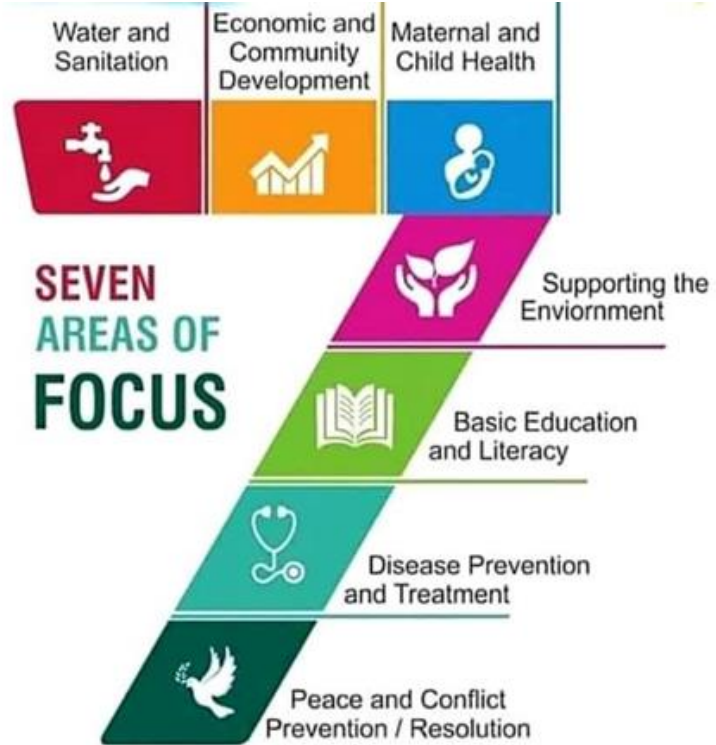 Water and
Sanitation
Economic and
Community
Development
Maternal and
Child Health
SEVEN
AREAS OF
FOCUS
Supporting the
Enviornment
Basic Education
and Literacy
Disease Prevention
and Treatment
Peace and Conflict
Prevention / Resolution